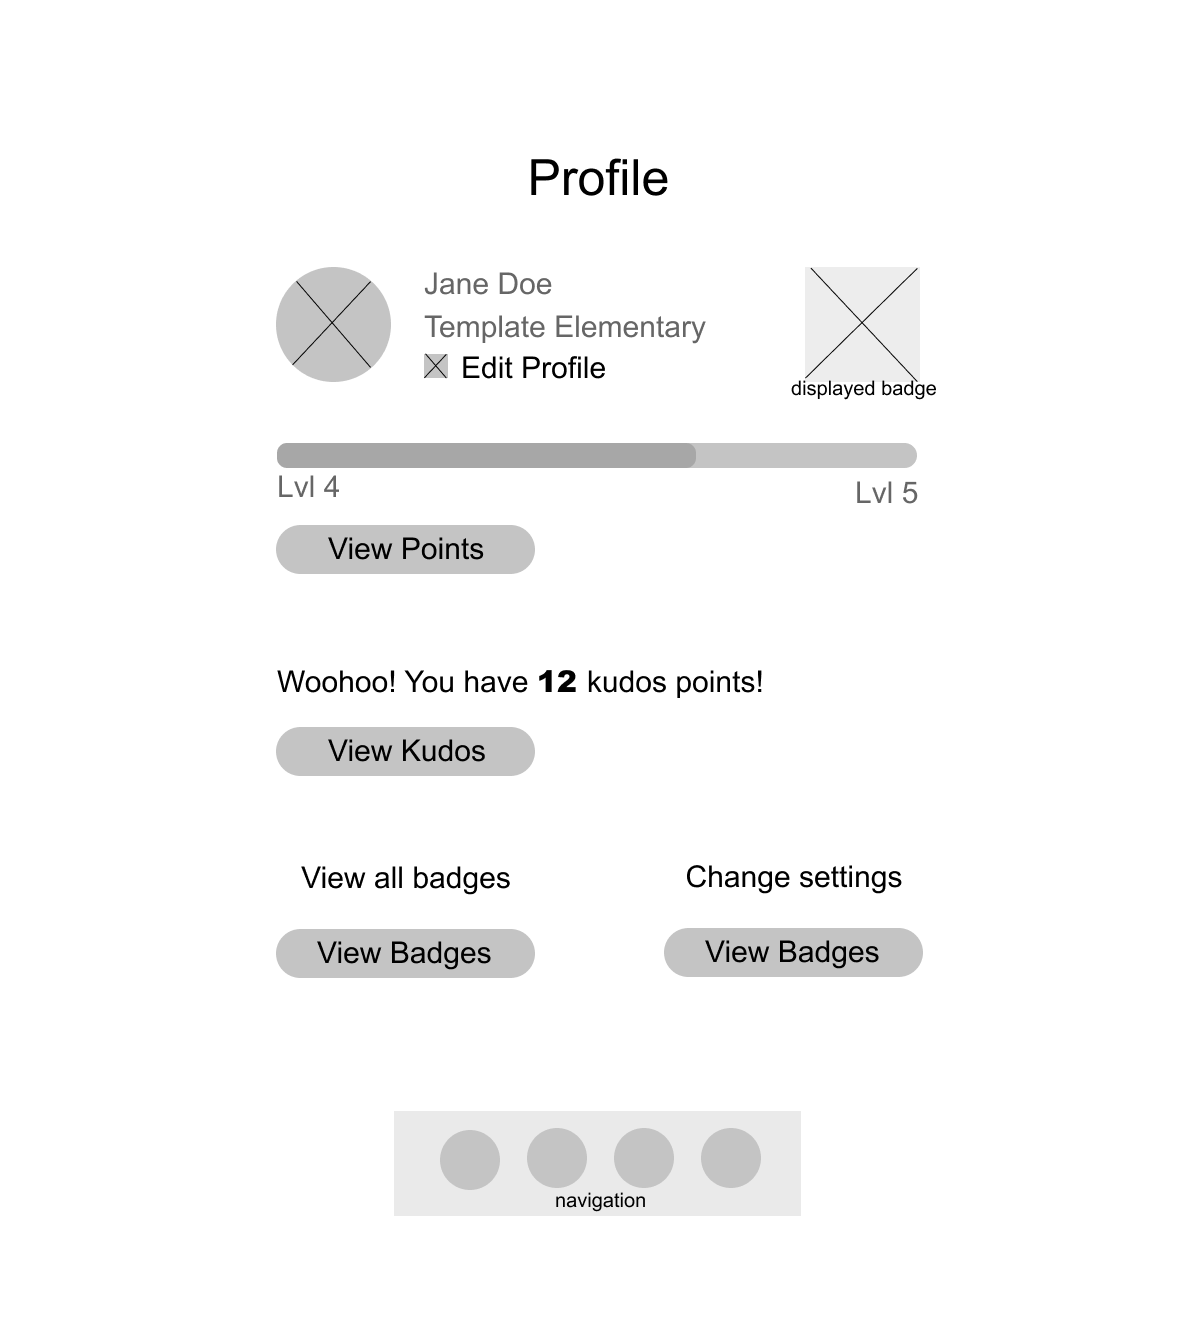 Profile
Jane Doe
Template Elementary
Edit Profile
displayed badge
Lvl 4
Lvl 5
View Points
Woohoo! You have 12 kudos points!
View Kudos
View all badges
Change settings
View Badges
View Badges
navigation